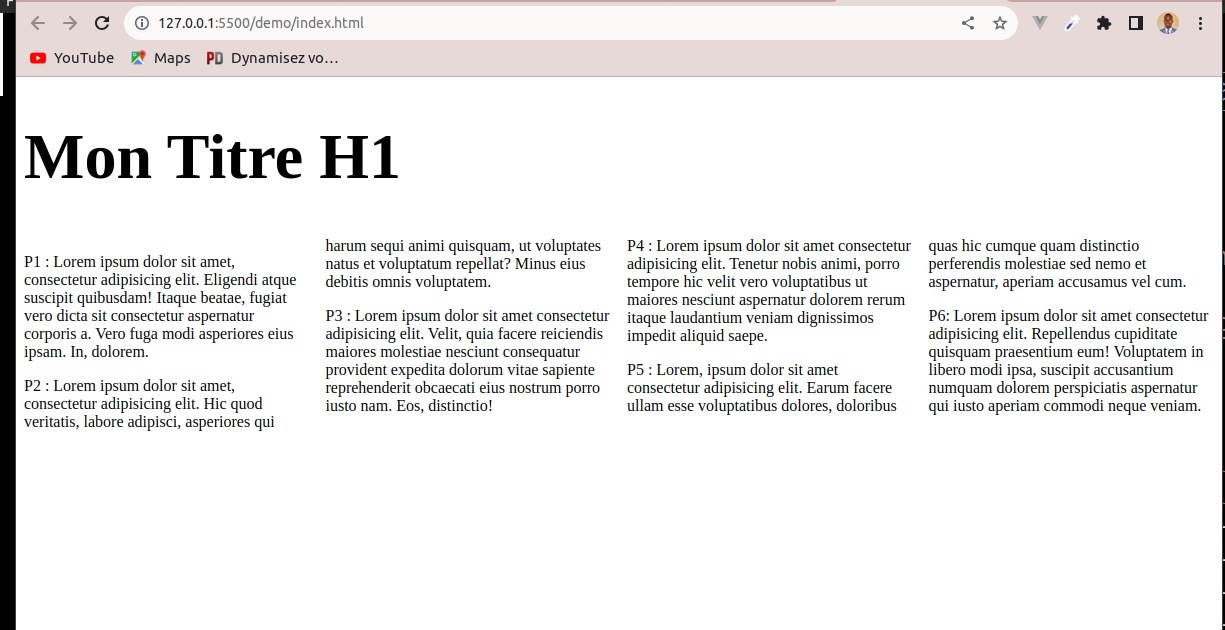 127.0.0.1:5500/demo/index.html
YouTube Maps Dynamisez vo…
Mon Titre H1
P1 : Lorem ipsum dolor sit amet,
consectetur adipisicing elit. Eligendi atque
suscipit quibusdam! Itaque beatae, fugiat
vero dicta sit consectetur aspernatur
corporis a. Vero fuga modi asperiores eius
ipsam. In, dolorem.
P2 : Lorem ipsum dolor sit amet,
consectetur adipisicing elit. Hic quod
veritatis, labore adipisci, asperiores qui
harum sequi animi quisquam, ut voluptates
natus et voluptatum repellat? Minus eius
debitis omnis voluptatem.
P3 : Lorem ipsum dolor sit amet consectetur
adipisicing elit. Velit, quia facere reiciendis
maiores molestiae nesciunt consequatur
provident expedita dolorum vitae sapiente
reprehenderit obcaecati eius nostrum porro
iusto nam. Eos, distinctio!
P4 : Lorem ipsum dolor sit amet consectetur
adipisicing elit. Tenetur nobis animi, porro
tempore hic velit vero voluptatibus ut
maiores nesciunt aspernatur dolorem rerum
itaque laudantium veniam dignissimos
impedit aliquid saepe.
P5 : Lorem, ipsum dolor sit amet
consectetur adipisicing elit. Earum facere
ullam esse voluptatibus dolores, doloribus
quas hic cumque quam distinctio
perferendis molestiae sed nemo et
aspernatur, aperiam accusamus vel cum.
P6: Lorem ipsum dolor sit amet consectetur
adipisicing elit. Repellendus cupiditate
quisquam praesentium eum! Voluptatem in
libero modi ipsa, suscipit accusantium
numquam dolorem perspiciatis aspernatur
qui iusto aperiam commodi neque veniam.